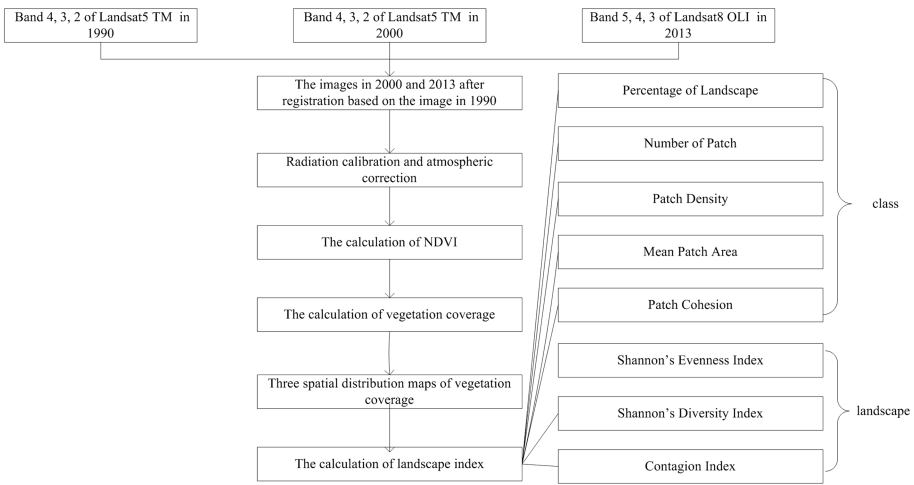 Band 4, 3, 2 of Landsat5 TM in
1990
Band 4, 3, 2 of Landsat5 TM in
2000
Band 5, 4, 3 of Landsat8 OLI in
2013
The images in 2000 and 2013 after
registration based on the image in 1990
Radiation calibration and atmospheric
correction
The calculation of NDVI
The calculation of vegetation coverage
Three spatial distribution maps of vegetation
coverage
The calculation of landscape index
Percentage of Landscape
Number of Patch
Patch Density
Mean Patch Area
Patch Cohesion
class
Shannon’s Evenness Index
Shannon’s Diversity Index
Contagion Index
landscape